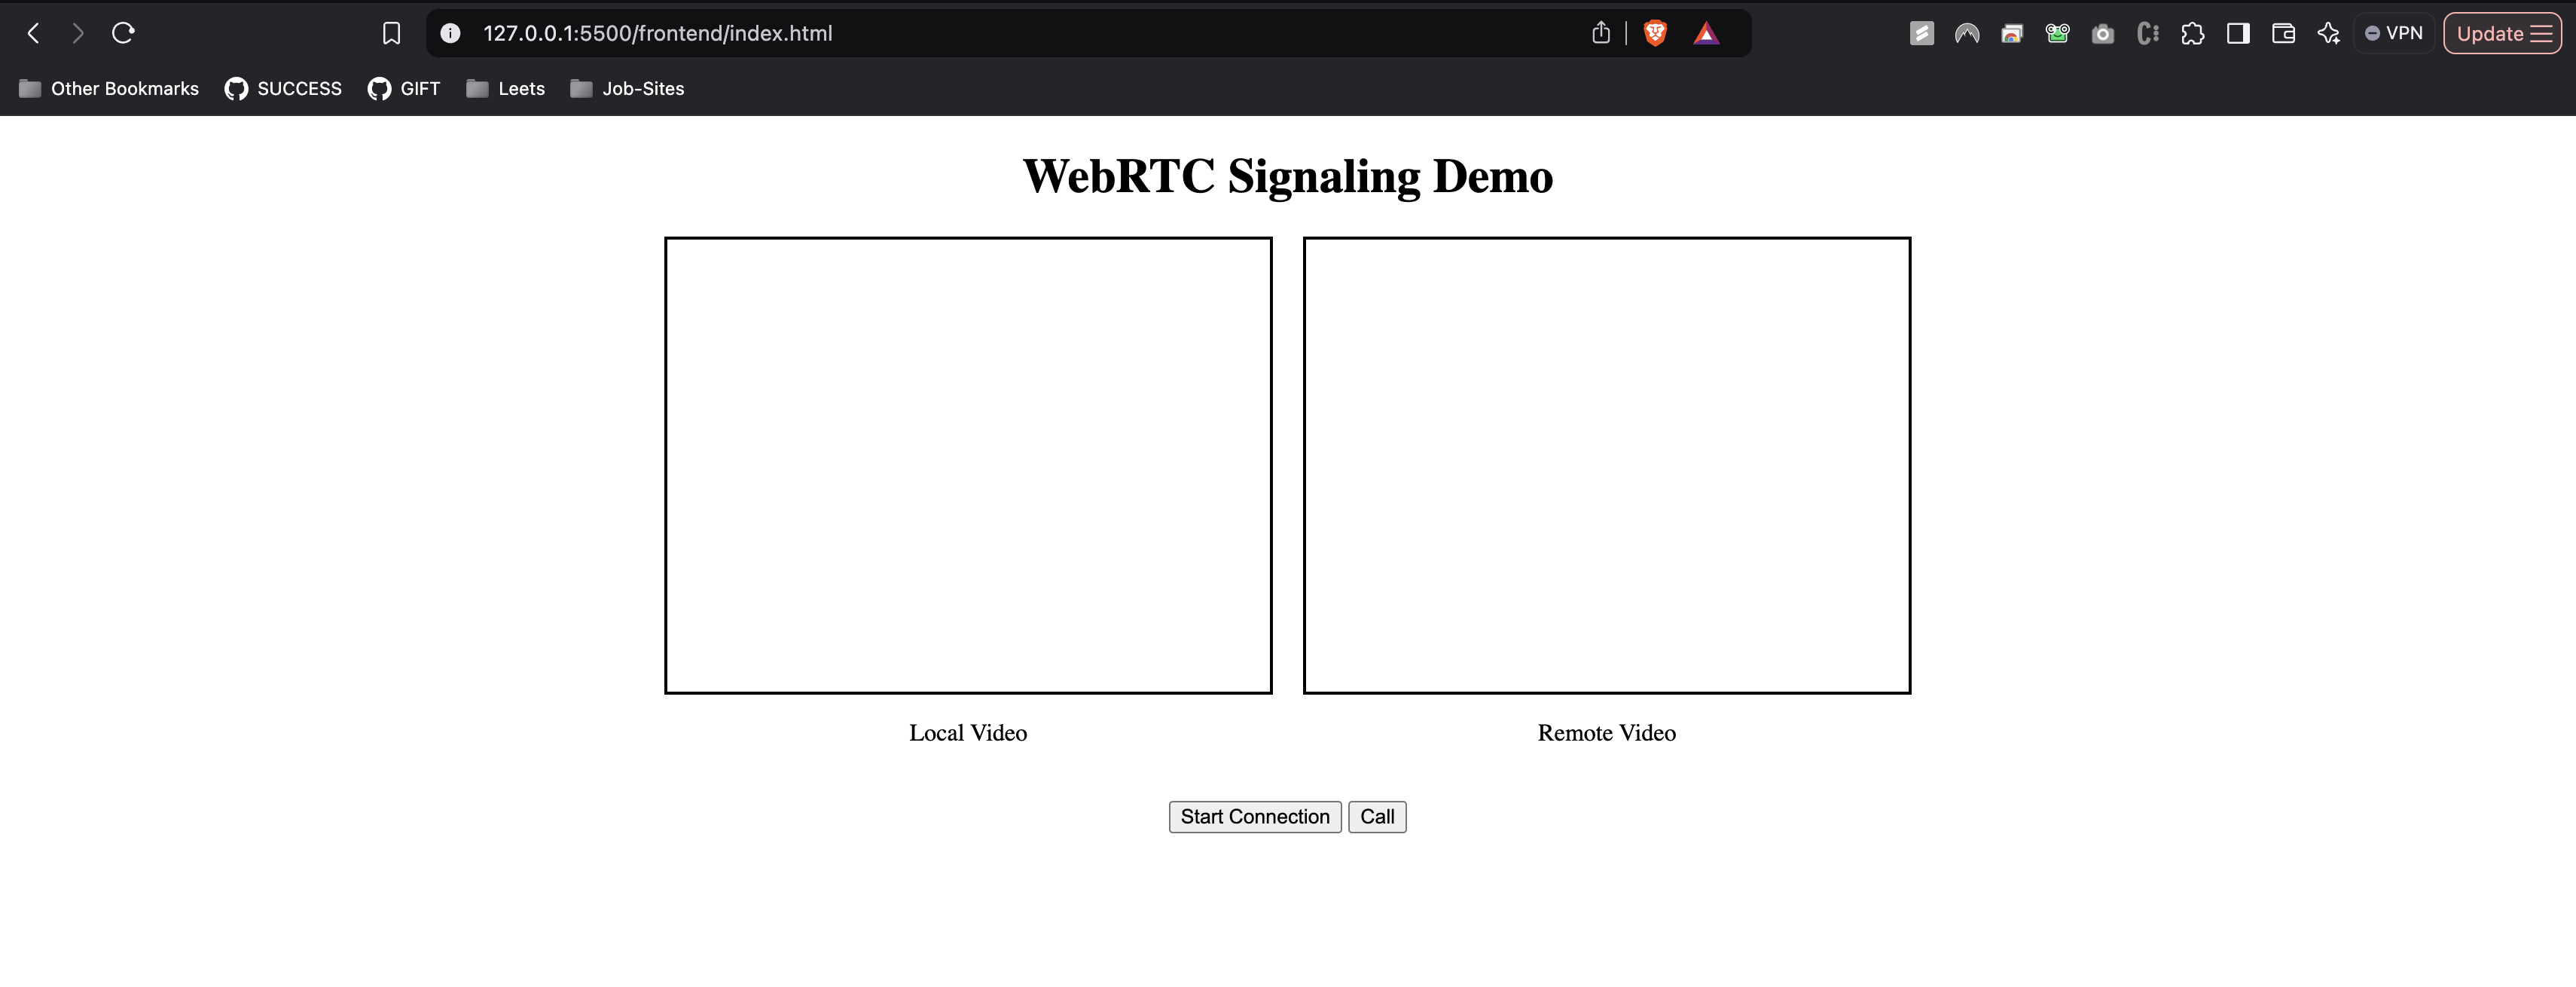 127.0.0.1:5500/frontend/index.html
VPN
Update
Other Bookmarks
SUCCESS
GIFT
Leets
Job-Sites
WebRTC Signaling Demo
Local Video
Remote Video
Start Connection
Call